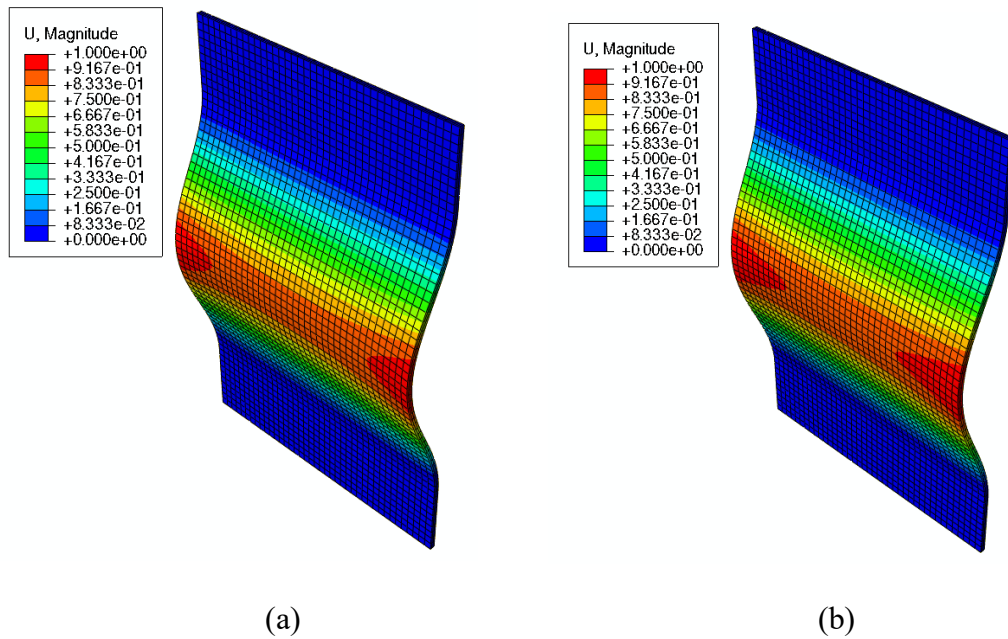 U, Magnitude
+1.000e+00
+9.167e-01
+8.333e-01
+7.500e-01
+6.667e-01
+5.833e-01
+5.000e-01
+4.167e-01
+3.333e-01
+2.500e-01
+1.667e-01
+8.333e-02
+0.000e+00
U, Magnitude
+1.000e+00
+9.167e-01
+8.333e-01
+7.500e-01
+6.667e-01
+5.833e-01
+5.000e-01
+4.167e-01
+3.333e-01
+2.500e-01
+1.667e-01
+8.333e-02
+0.000e+00
(a)
(b)